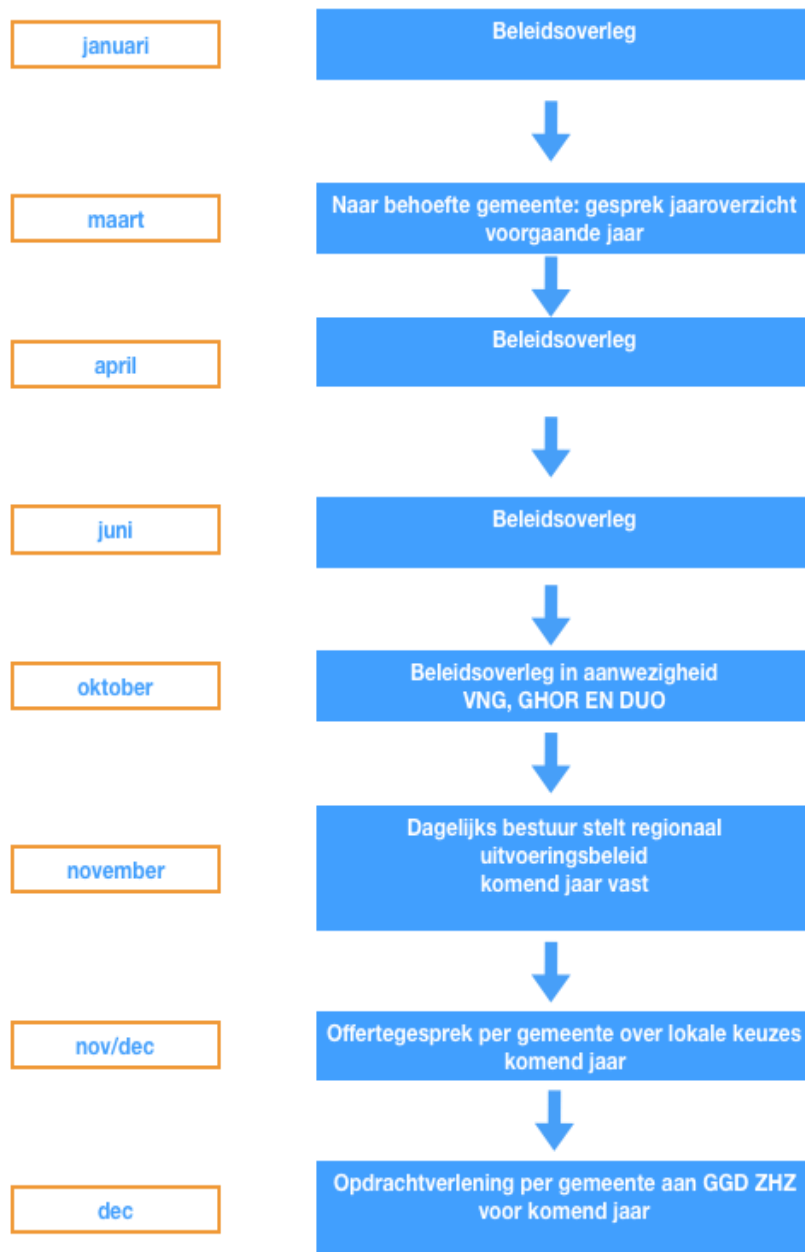 januari
Beleidsoverleg
maart
Naar behoefte gemeente: gesprek jaaroverzicht
voorgaande jaar
april
Beleidsoverleg
juni
Beleidsoverleg
oktober
Beleidsoverleg in aanwezigheid
VNG, GHOR EN DUO
november
Dagelijks bestuur stelt regionaal
uitvoeringsbeleid
komend jaar vast
nov/dec
Offertegesprek per gemeente over lokale keuzes
komend jaar
dec
Opdrachtverlening per gemeente aan GGD ZHZ
voor komend jaar